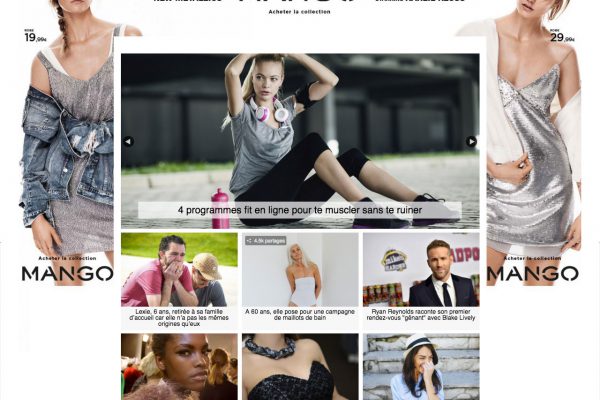 Acheter la collection
ROBE
19,99€
ROBE
29,99€
4 programmes fit en ligne pour te muscler sans te ruiner
Acheter la collection
MANGO
Acheter la collection
MANGO
4.5k partages
Lexie, 6 ans, retirée à sa famille
d'accueil car elle n'a pas les mêmes
origines qu'eux
A 60 ans, elle pose pour une campagne
de maillots de bain
Ryan Reynolds raconte son premier
rendez-vous "gênant" avec Blake Lively